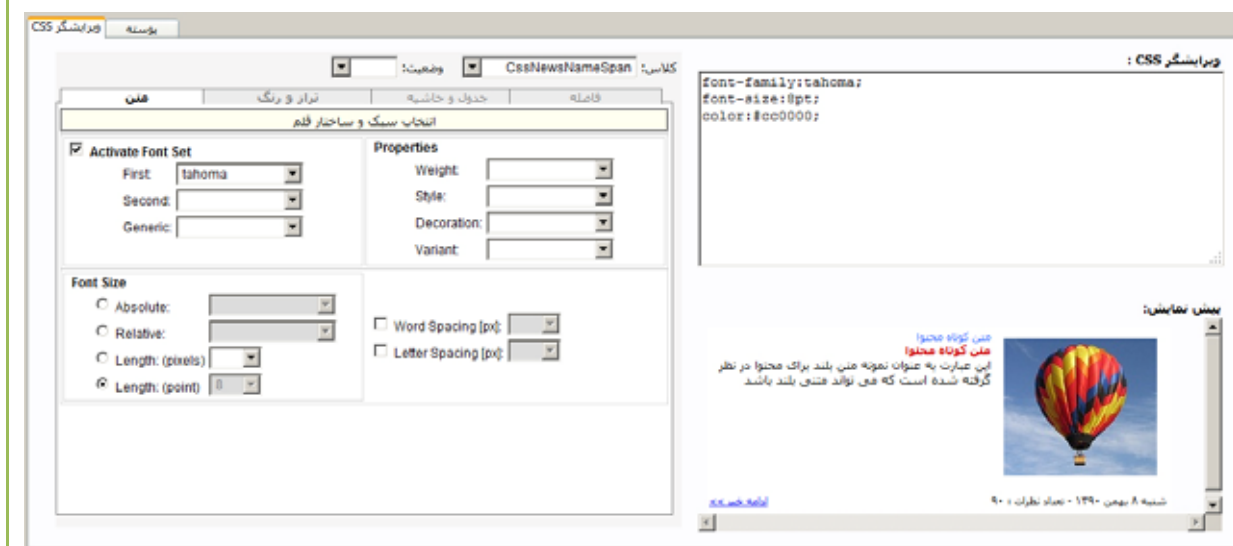 پوسته
ویرایشگر CSS
کلاس: CssNewsNameSpan وضعیت:
متن
تراز و رنگ
جدول و حاشیه
فاصله
انتخاب سبک و ساختار قلم
Activate Font Set
First: tahoma
Second:
Generic:
Properties
Weight:
Style:
Decoration:
Variant:
Font Size
Absolute:
Relative:
Length: (pixels)
Length: (point) 8
Word Spacing [px]:
Letter Spacing [px]:
ویرایشگر CSS :
font-family:tahoma;
font-size:8pt;
color:#cc0000;
پیش نمایش:
متن کوتاه محتوا
متن کوتاه محتوا
این عبارت به عنوان نمونه متن بلند برای محتوا در نظر
گرفته شده است که می تواند متنی بلند باشد
شنبه ۸ بهمن ۱۳۹۰ - تعداد نظرات : ۹۰
ادامه خبر >>